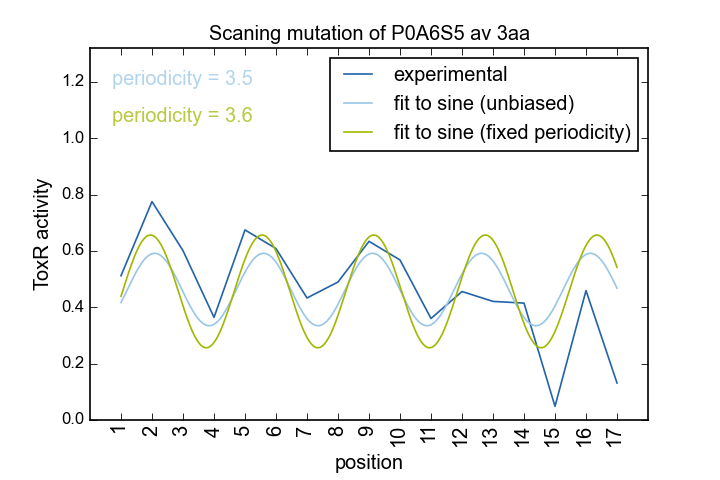 Scaning mutation of P0A6S5 av 3aa
periodicity = 3.5
periodicity = 3.6
experimental
fit to sine (unbiased)
fit to sine (fixed periodicity)
ToxR activity
1.2
1.0
0.8
0.6
0.4
0.2
0.0
1 2 3 4 5 6 7 8 9 10 11 12 13 14 15 16 17
position